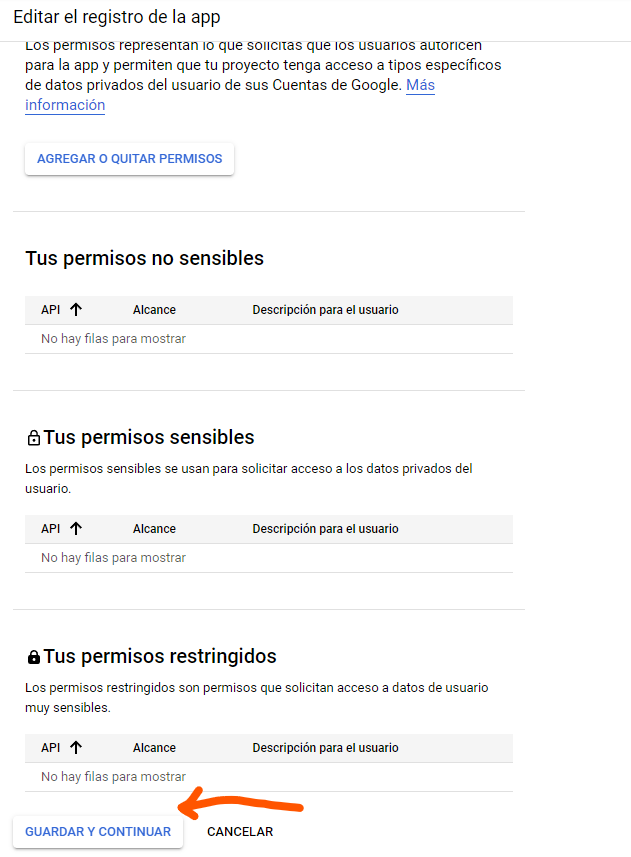 Editar el registro de la app
Los permisos representan lo que solicitas que los usuarios autoricen
para la app y permiten que tu proyecto tenga acceso a tipos específicos
de datos privados del usuario de sus Cuentas de Google. Más
información
AGREGAR O QUITAR PERMISOS
Tus permisos no sensibles
API Alcance Descripción para el usuario
No hay filas para mostrar
Tus permisos sensibles
Los permisos sensibles se usan para solicitar acceso a los datos privados del
usuario.
API Alcance Descripción para el usuario
No hay filas para mostrar
Tus permisos restringidos
Los permisos restringidos son permisos que solicitan acceso a datos de usuario
muy sensibles.
API Alcance Descripción para el usuario
No hay filas para mostrar
GUARDAR Y CONTINUAR CANCELAR